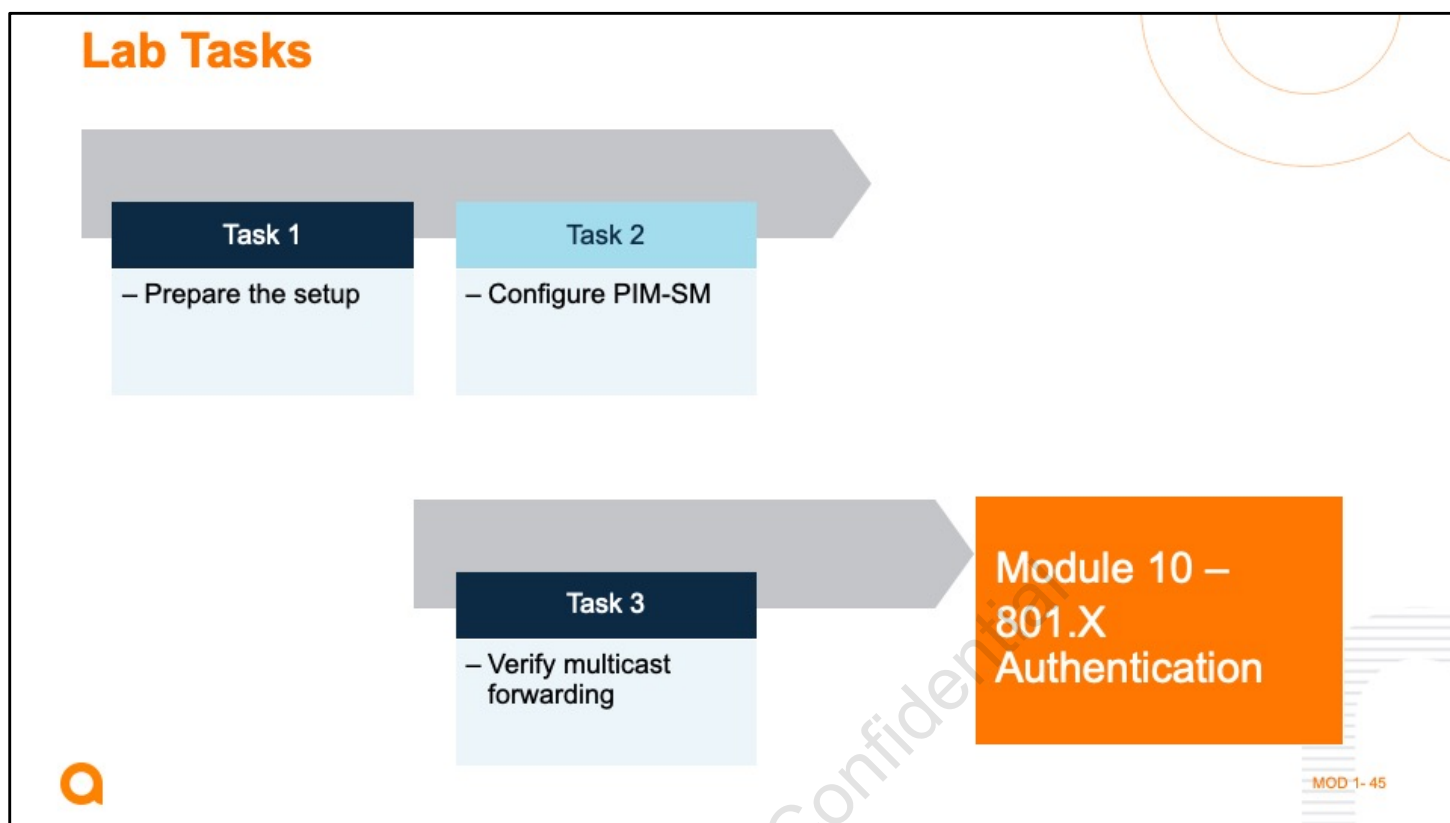 Lab Tasks
Task 1
– Prepare the setup
Task 2
– Configure PIM-SM
Task 3
– Verify multicast
forwarding
Module 10 –
801.X
Authentication
Confidential
MOD 1- 45